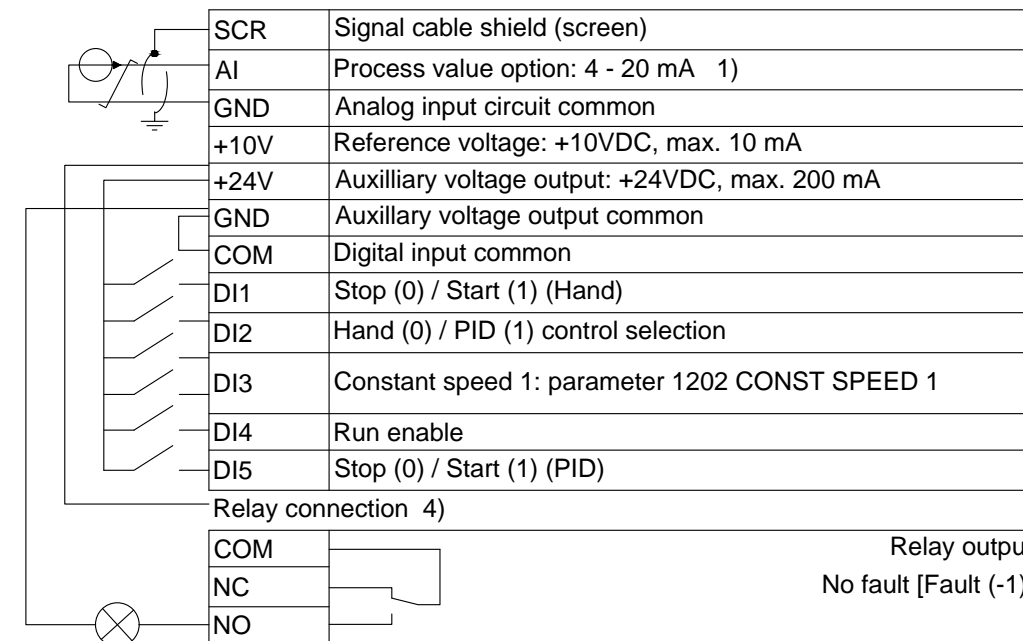 SCR Signal cable shield (screen)
AI Process value option: 4 - 20 mA 1)
GND Analog input circuit common
+10V Reference voltage: +10VDC, max. 10 mA
+24V Auxilliary voltage output: +24VDC, max. 200 mA
GND Auxillary voltage output common
COM Digital input common
DI1 Stop (0) / Start (1) (Hand)
DI2 Hand (0) / PID (1) control selection
DI3 Constant speed 1: parameter 1202 CONST SPEED 1
DI4 Run enable
DI5 Stop (0) / Start (1) (PID)
Relay connection 4)
COM Relay outpu
NC No fault [Fault (-1)
NO